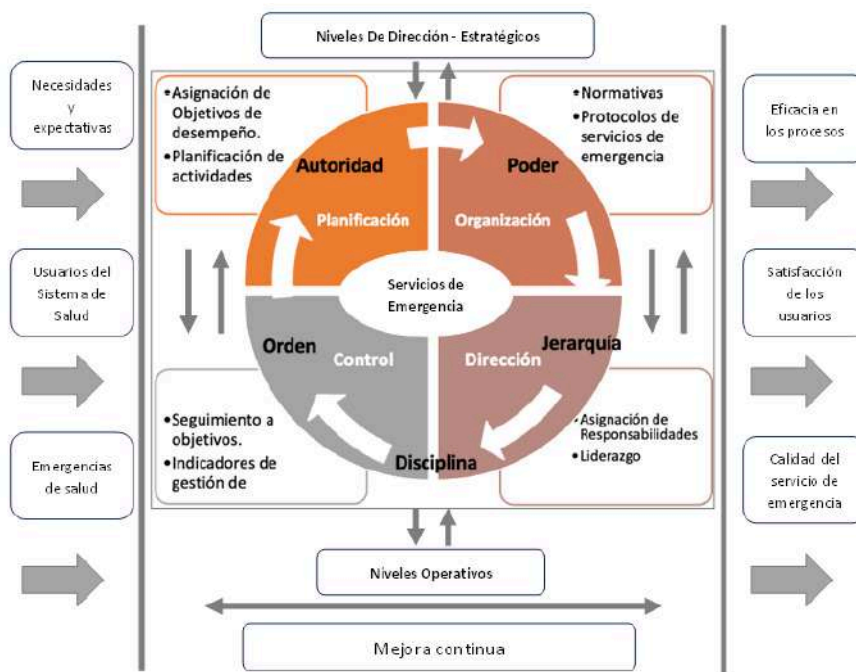 Niveles De Dirección - Estratégicos
Necesidades
y
expectativas
Usuarios del
Sistema de
Salud
Emergencias
de salud
•Asignación de
Objetivos de
desempeño.
•Planificación de
actividades
•Normativas
•Protocolos de
servicios de
emergencia
Autoridad
Planificación
Poder
Organización
Servicios de
Emergencia
Orden
Control
Jerarquía
Dirección
Disciplina
•Seguimiento a
objetivos.
•Indicadores de
gestión de
•Asignación de
Responsabilidades
•Liderazgo
Eficacia en
los procesos
Satisfacción
de los
usuarios
Calidad del
servicio de
emergencia
Niveles Operativos
Mejora continua